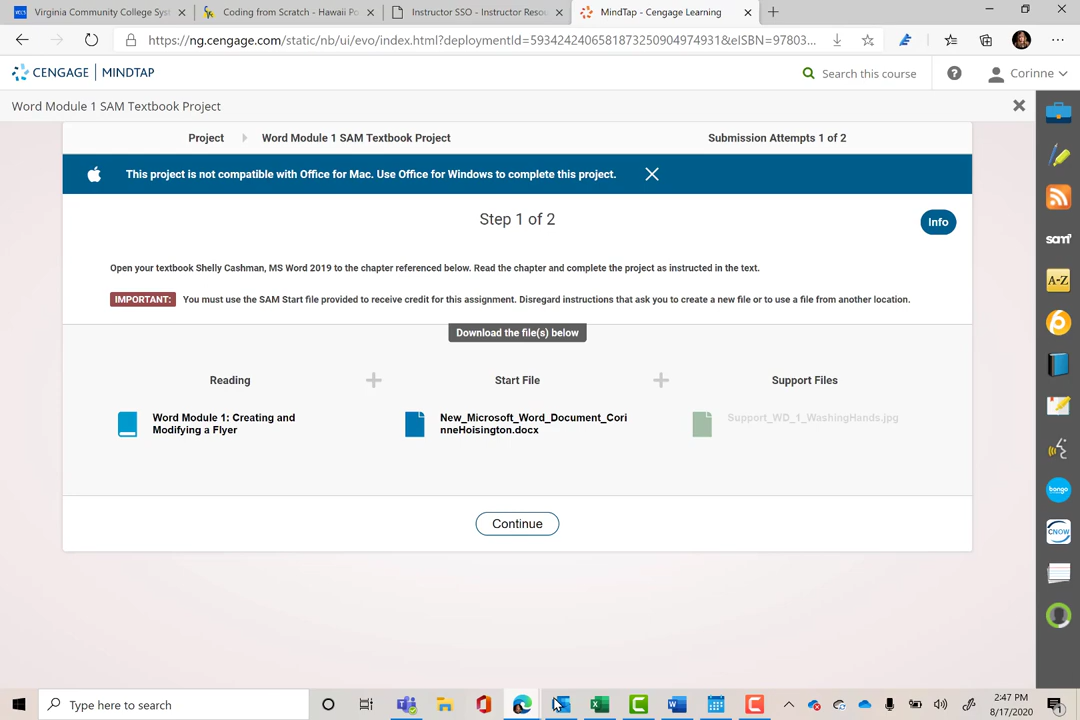 Virginia Community College Syst
Coding from Scratch - Hawaii Po
Instructor SSO - Instructor Resou
MindTap - Cengage Learning
https://ng.cengage.com/static/nb/ui/evo/index.html?deploymentId=5934242406581873250904974931&eISBN=97803...
CENGAGE | MINDTAP
Search this course
Corinne
Word Module 1 SAM Textbook Project
Project
Word Module 1 SAM Textbook Project
Submission Attempts 1 of 2
This project is not compatible with Office for Mac. Use Office for Windows to complete this project.
Step 1 of 2
Info
Open your textbook Shelly Cashman, MS Word 2019 to the chapter referenced below. Read the chapter and complete the project as instructed in the text.
IMPORTANT: You must use the SAM Start file provided to receive credit for this assignment. Disregard instructions that ask you to create a new file or to use a file from another location.
Download the file(s) below
Reading
Start File
Support Files
Word Module 1: Creating and
Modifying a Flyer
New_Microsoft_Word_Document_Cori
nneHoisington.docx
Support_WD_1_WashingHands.jpg
Continue
sam
A-Z
bongo
CNOW
Type here to search
2:47 PM
8/17/2020